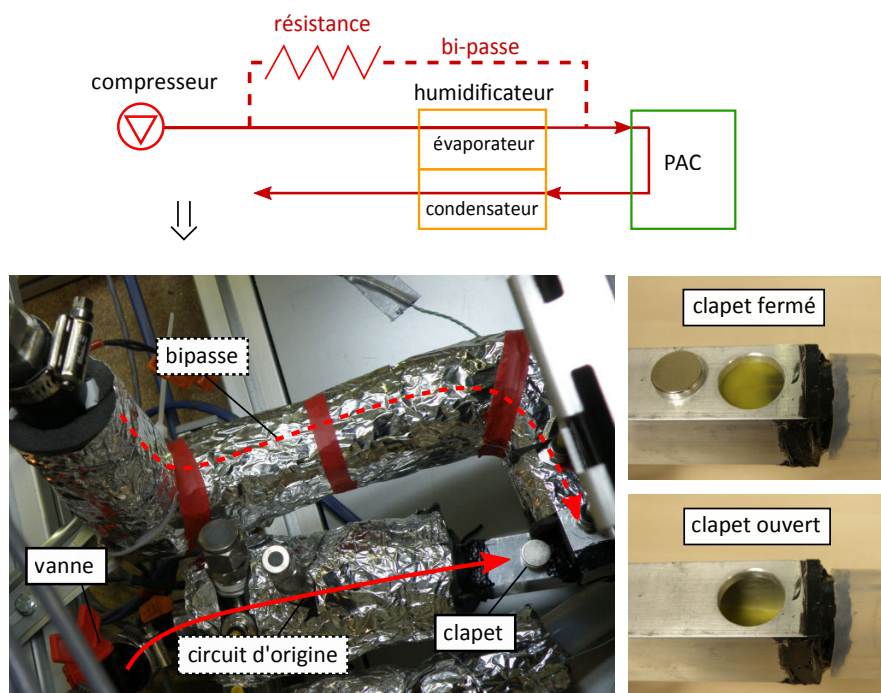 résistance
bi-passe
compresseur
humidificateur
évaporateur
PAC
condensateur
bipasse
clapet fermé
clapet ouvert
vanne
clapet
circuit d'origine